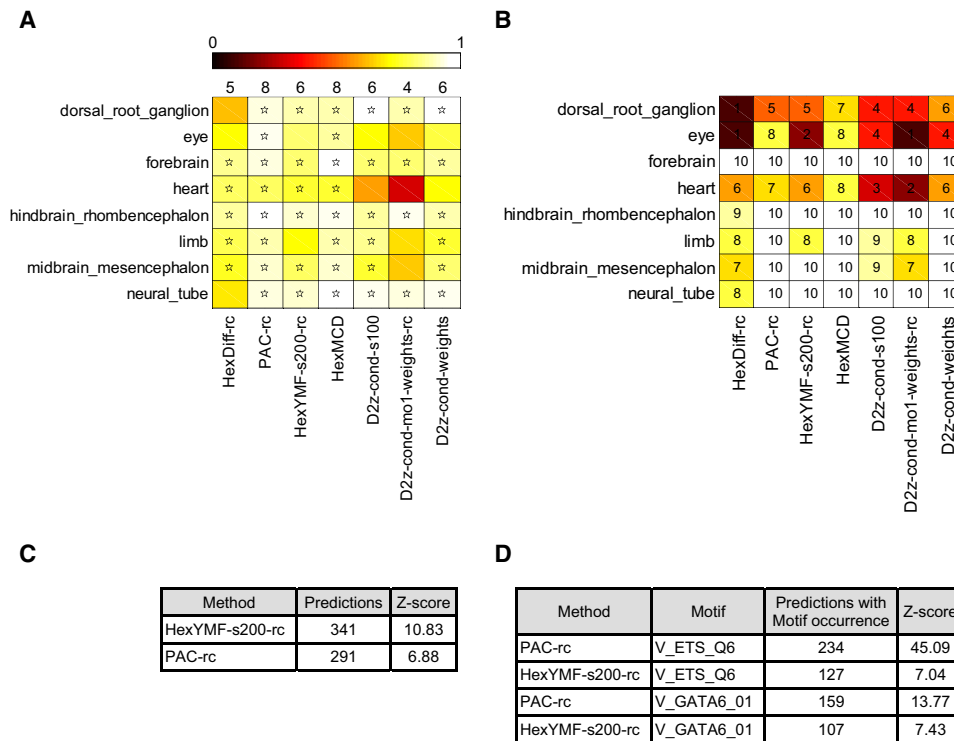 A
B
0 1
5 8 6 8 6 4 6
dorsal_root_ganglion ☆ ☆ ☆ ☆ ☆ ☆
eye ☆ ☆
forebrain ☆ ☆ ☆ ☆ ☆ ☆ ☆
heart ☆ ☆ ☆ ☆
hindbrain_rhombencephalon ☆ ☆ ☆ ☆ ☆ ☆ ☆
limb ☆ ☆ ☆ ☆ ☆
midbrain_mesencephalon ☆ ☆ ☆ ☆ ☆ ☆
neural_tube ☆ ☆ ☆ ☆ ☆ ☆
HexDiff-rc
PAC-rc
HexYMF-s200-rc
HexMCD
D2z-cond-s100
D2z-cond-mo1-weights-rc
D2z-cond-weights
dorsal_root_ganglion 1 5 5 7 4 4 6
eye 1 8 2 8 4 1 4
forebrain 10 10 10 10 10 10 10
heart 6 7 6 8 3 2 6
hindbrain_rhombencephalon 9 10 10 10 10 10 10
limb 8 10 8 10 9 8 10
midbrain_mesencephalon 7 10 10 10 9 7 10
neural_tube 8 10 10 10 10 10 10
HexDiff-rc
PAC-rc
HexYMF-s200-rc
HexMCD
D2z-cond-s100
D2z-cond-mo1-weights-rc
D2z-cond-weights
C
Method Predictions Z-score
HexYMF-s200-rc 341 10.83
PAC-rc 291 6.88
D
Method Motif Predictions with Z-score
Motif occurrence
PAC-rc V_ETS_Q6 234 45.09
HexYMF-s200-rc V_ETS_Q6 127 7.04
PAC-rc V_GATA6_01 159 13.77
HexYMF-s200-rc V_GATA6_01 107 7.43